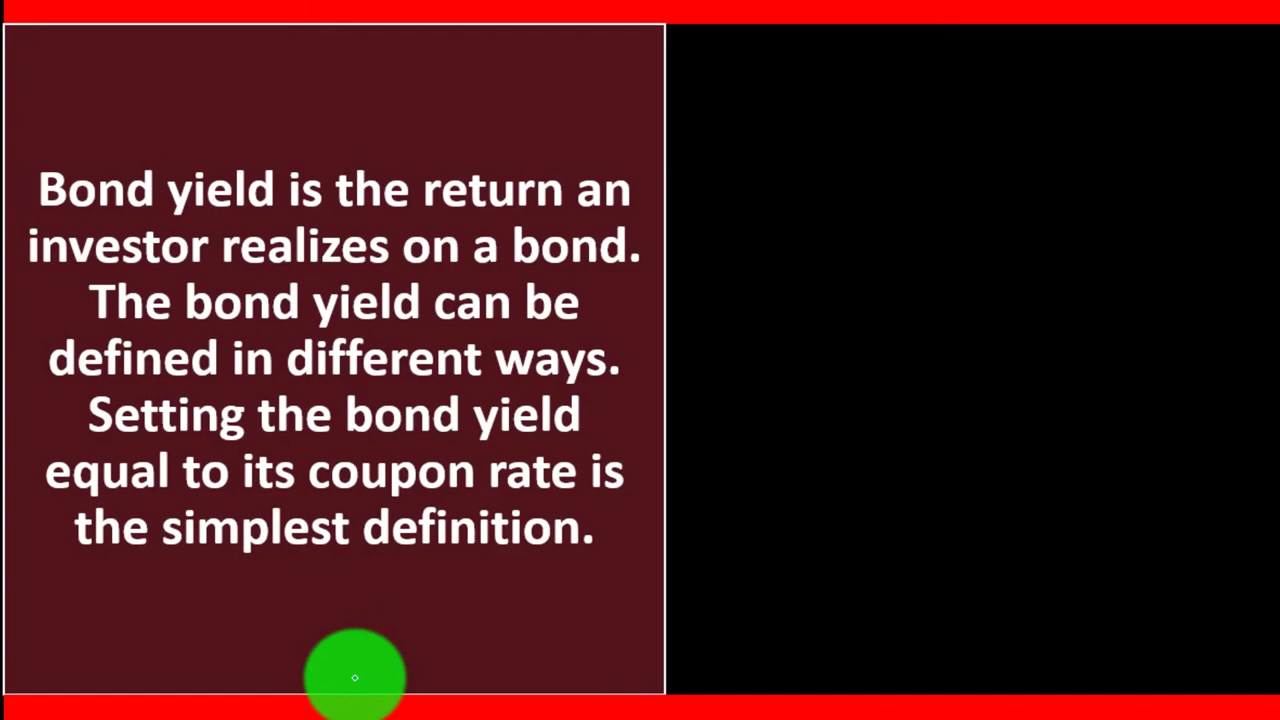 Bond yield is the return an
investor realizes on a bond.
The bond yield can be
defined in different ways.
Setting the bond yield
equal to its coupon rate is
the simplest definition.